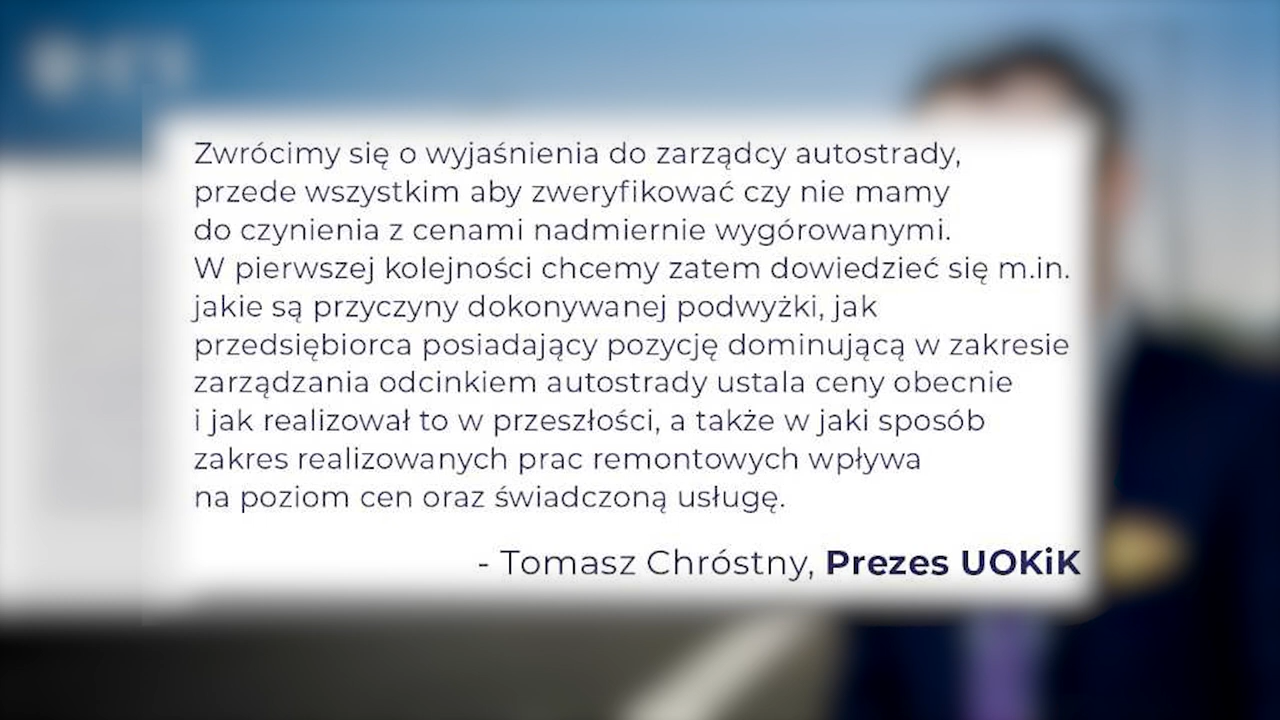 Zwrócimy się o wyjaśnienia do zarządcy autostrady,
przede wszystkim aby zweryfikować czy nie mamy
do czynienia z cenami nadmiernie wygórowanymi.
W pierwszej kolejności chcemy zatem dowiedzieć się m.in.
jakie są przyczyny dokonywanej podwyżki, jak
przedsiębiorca posiadający pozycję dominującą w zakresie
zarządzania odcinkiem autostrady ustala ceny obecnie
i jak realizował to w przeszłości, a także w jaki sposób
zakres realizowanych prac remontowych wpływa
na poziom cen oraz świadczoną usługę.
- Tomasz Chróstny, Prezes UOKiK